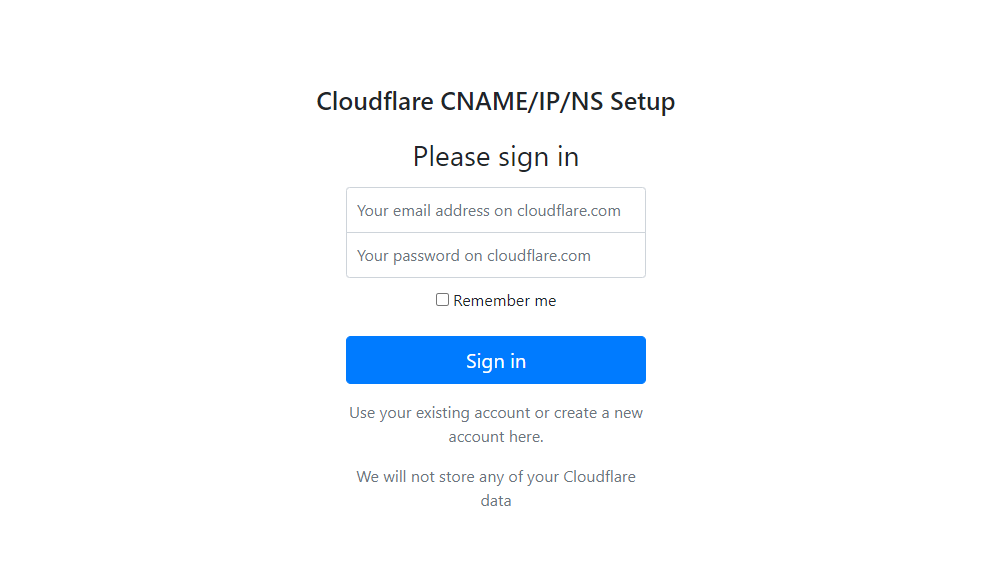 Cloudflare CNAME/IP/NS Setup
Please sign in
Your email address on cloudflare.com
Your password on cloudflare.com
Remember me
Sign in
Use your existing account or create a new
account here.
We will not store any of your Cloudflare
data